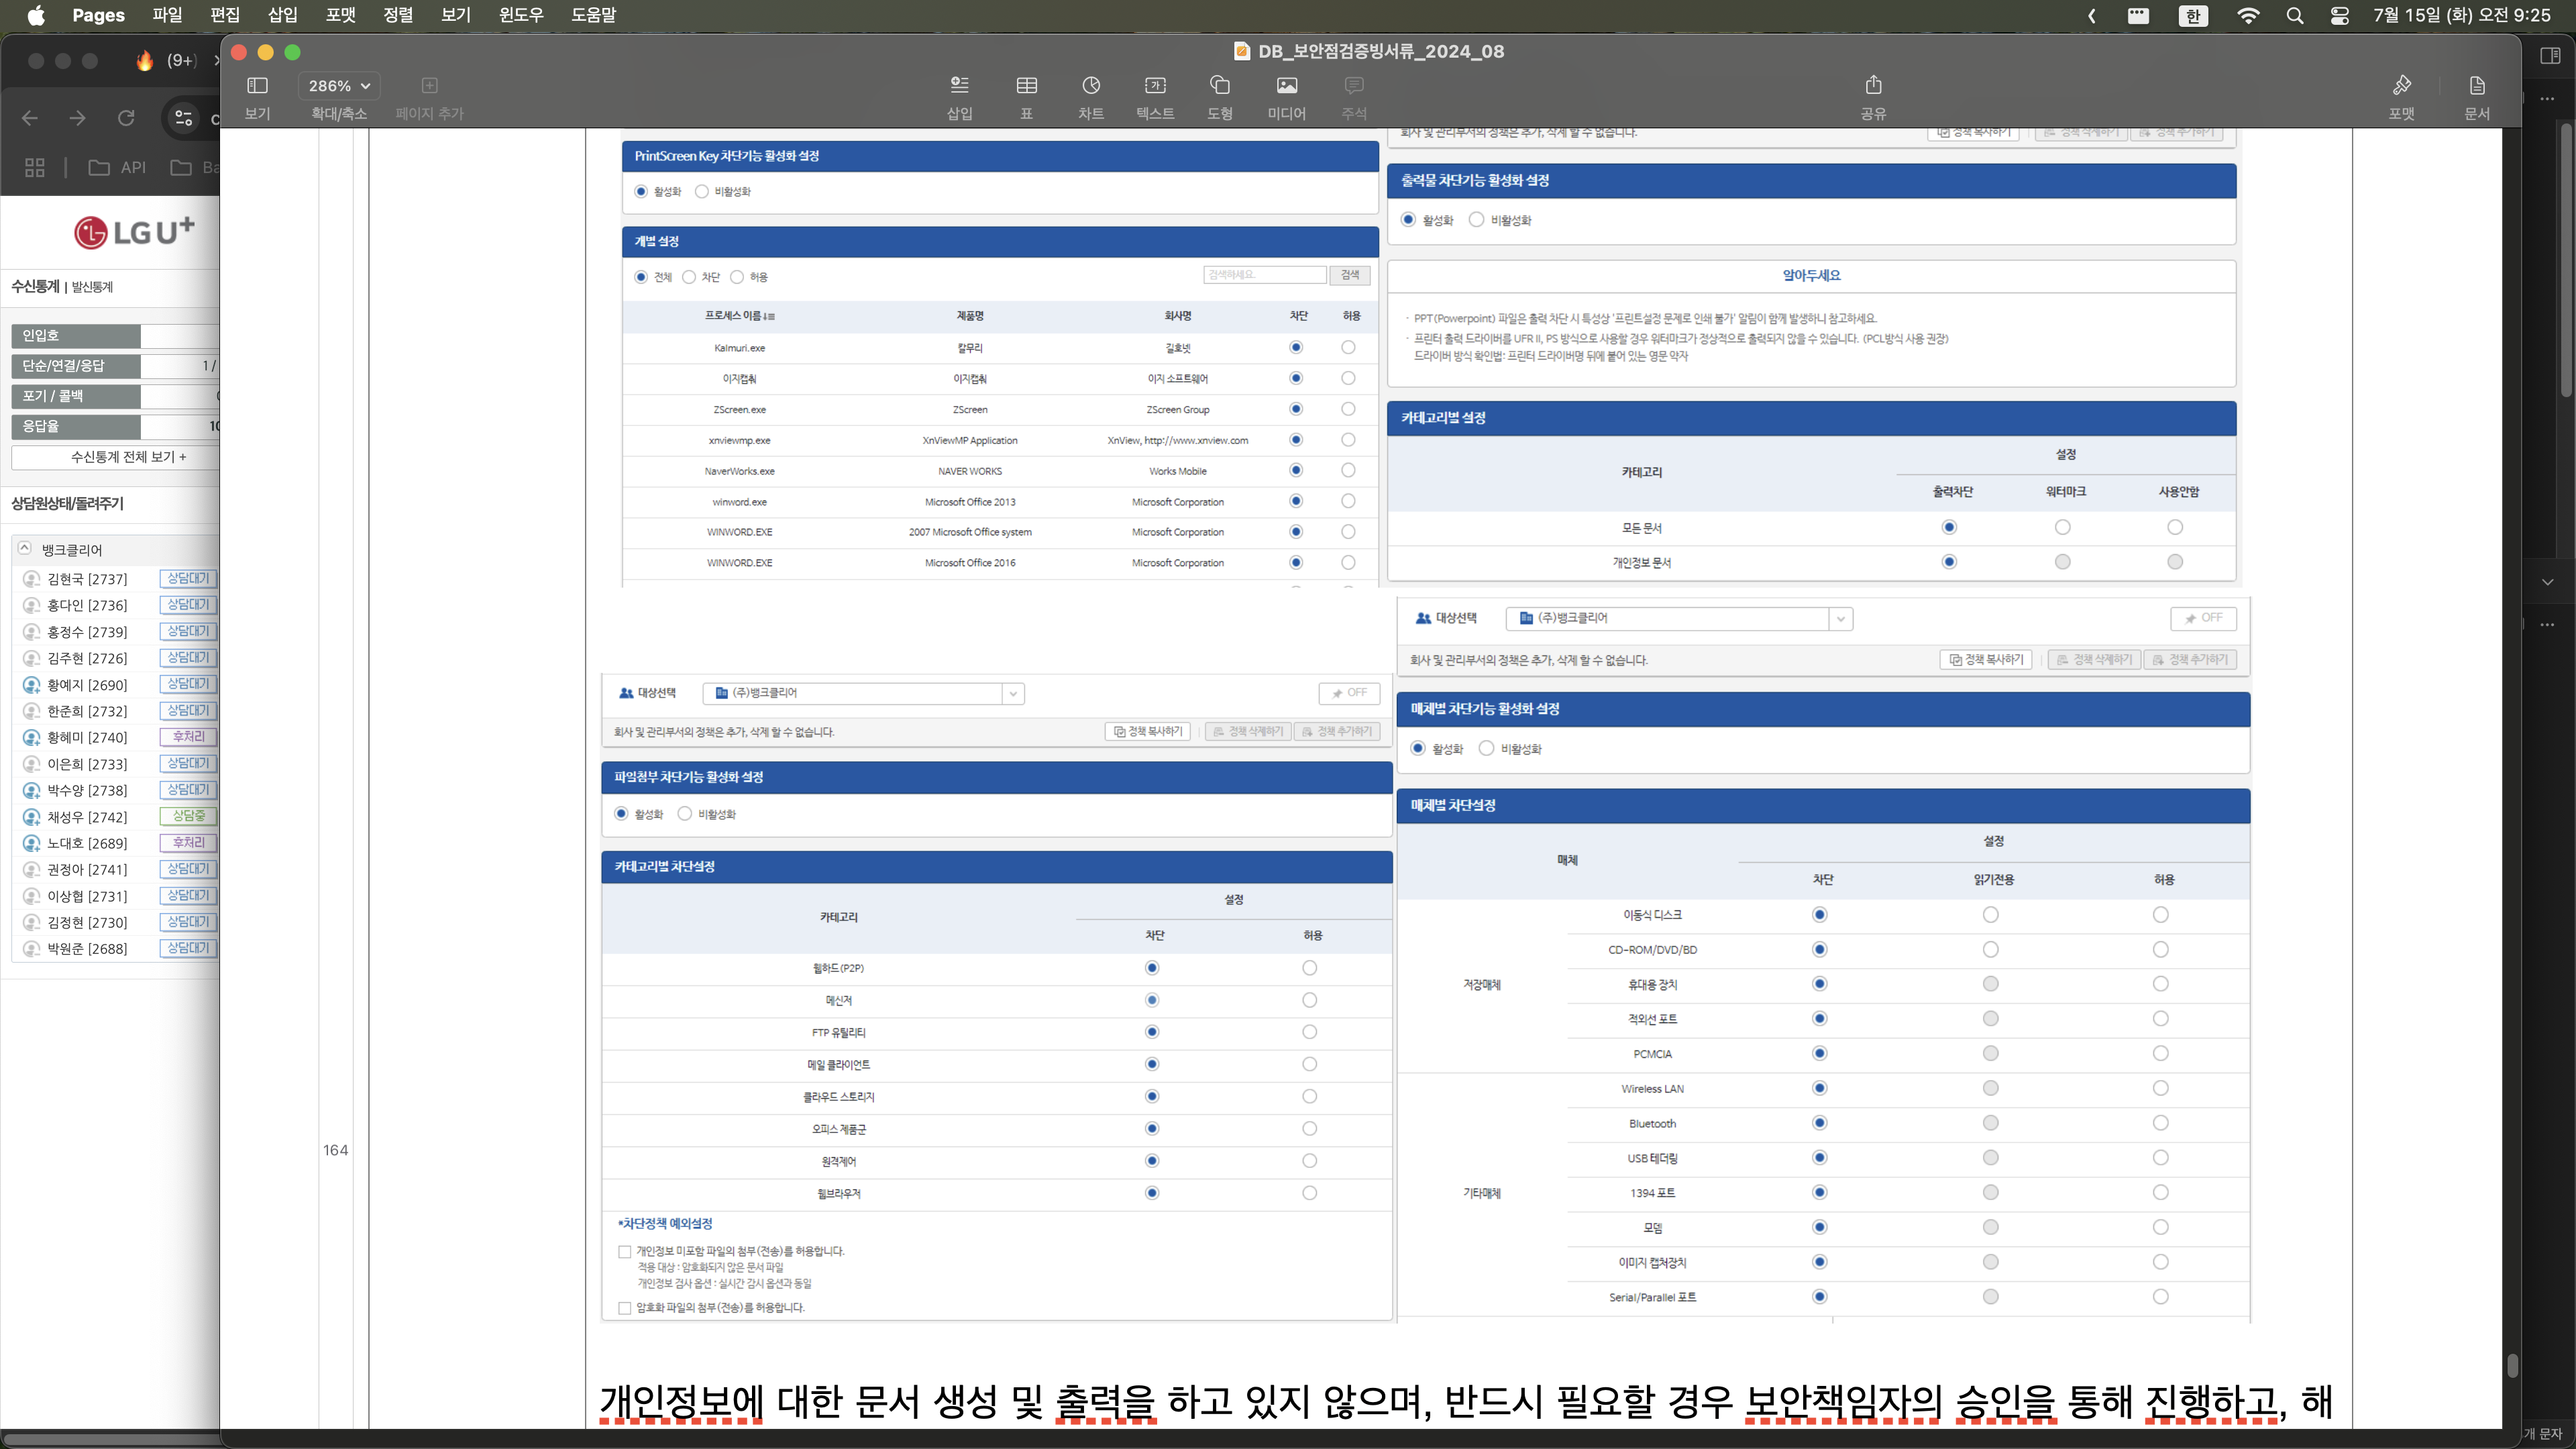 Pages 파일 편집 삽입 포맷 정렬 보기 윈도우 도움말
한 7월 15일 (화) 오전 9:25
(9+)
API
LG U+
수신통계 | 발신통계
인입호
단순/연결/응답 1 /
포기 / 콜백
응답율 10
수신통계 전체 보기 +
상담원상태/돌려주기
뱅크클리어
김현국 [2737] 상담대기
홍다인 [2736] 상담대기
홍정수 [2739] 상담대기
김주현 [2726] 상담대기
황예지 [2690] 상담대기
한준희 [2732] 상담대기
황혜미 [2740] 후처리
이은희 [2733] 상담대기
박수양 [2738] 상담대기
채성우 [2742] 상담중
노대호 [2689] 후처리
권정아 [2741] 상담대기
이상협 [2731] 상담대기
김정현 [2730] 상담대기
박원준 [2688] 상담대기
DB_보안점검증빙서류_2024_08
286%
보기 확대/축소 페이지 추가 삽입 표 차트 텍스트 도형 미디어 주석 공유 포맷 문서
164
PrintScreen Key 차단기능 활성화 설정
활성화 비활성화
개별 설정
전체 차단 허용 검색하세요. 검색
프로세스 이름 제품명 회사명 차단 허용
Kalmuri.exe 칼무리 길호넷
이지캡춰 이지캡춰 이지 소프트웨어
ZScreen.exe ZScreen ZScreen Group
xnviewmp.exe XnViewMP Application XnView, http://www.xnview.com
NaverWorks.exe NAVER WORKS Works Mobile
winword.exe Microsoft Office 2013 Microsoft Corporation
WINWORD.EXE 2007 Microsoft Office system Microsoft Corporation
WINWORD.EXE Microsoft Office 2016 Microsoft Corporation
회사 및 관리부서의 정책은 추가, 삭제 할 수 없습니다. 정책 복사하기 정책 삭제하기 정책 추가하기
출력물 차단기능 활성화 설정
활성화 비활성화
알아두세요
· PPT(Powerpoint) 파일은 출력 차단 시 특성상 '프린트설정 문제로 인쇄 불가' 알림이 함께 발생하니 참고하세요.
· 프린터 출력 드라이버를 UFR II, PS 방식으로 사용할 경우 워터마크가 정상적으로 출력되지 않을 수 있습니다. (PCL방식 사용 권장)
드라이버 방식 확인법: 프린터 드라이버명 뒤에 붙어 있는 영문 약자
카테고리별 설정
카테고리 설정
출력차단 워터마크 사용안함
모든 문서
개인정보 문서
대상선택 (주)뱅크클리어 OFF
회사 및 관리부서의 정책은 추가, 삭제 할 수 없습니다. 정책 복사하기 정책 삭제하기 정책 추가하기
파일첨부 차단기능 활성화 설정
활성화 비활성화
카테고리별 차단설정
카테고리 설정
차단 허용
웹하드(P2P)
메신저
FTP 유틸리티
메일 클라이언트
클라우드 스토리지
오피스 제품군
원격제어
웹브라우저
*차단정책 예외설정
개인정보 미포함 파일의 첨부(전송)를 허용합니다.
적용 대상 : 암호화되지 않은 문서 파일
개인정보 검사 옵션 : 실시간 감시 옵션과 동일
암호화 파일의 첨부(전송)를 허용합니다.
대상선택 (주)뱅크클리어 OFF
회사 및 관리부서의 정책은 추가, 삭제 할 수 없습니다. 정책 복사하기 정책 삭제하기 정책 추가하기
매체별 차단기능 활성화 설정
활성화 비활성화
매체별 차단설정
매체 설정
차단 읽기전용 허용
저장매체
이동식 디스크
CD-ROM/DVD/BD
휴대용 장치
적외선 포트
PCMCIA
기타매체
Wireless LAN
Bluetooth
USB 테더링
1394 포트
모뎀
이미지 캡처장치
Serial/Parallel 포트
개인정보에 대한 문서 생성 및 출력을 하고 있지 않으며, 반드시 필요할 경우 보안책임자의 승인을 통해 진행하고, 해
개 문자